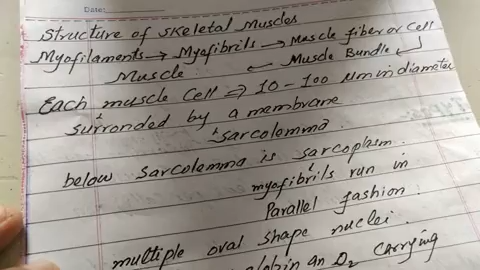 Date:
Structure of Skeletal Muscles
Myofilaments → Myofibrils → Muscle fiber or Cell
Muscle ← Muscle Bundle
Each muscle Cell ⇒ 10 - 100 μm in diameter
surronded by a membrane
sarcolemma.
below sarcolemma is sarcoplasm.
myofibrils run in
Parallel fashion.
multiple oval shape nuclei.
an O₂ carrying